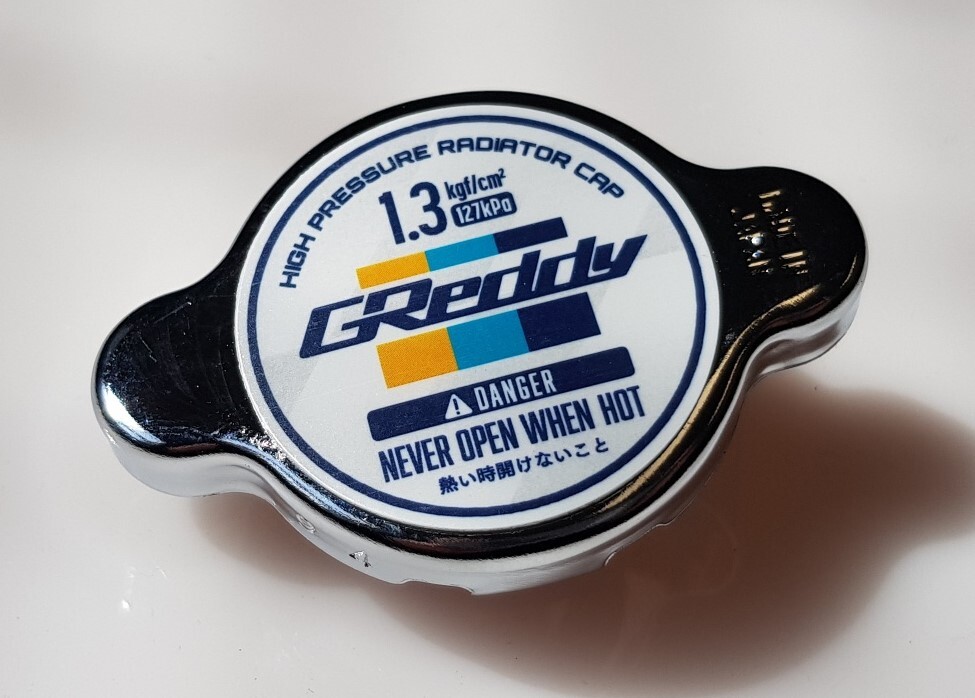 HIGH PRESSURE RADIATOR CAP
1.3 kgf/cm²
127kPa
GReddy
⚠ DANGER
NEVER OPEN WHEN HOT
熱い時開けないこと